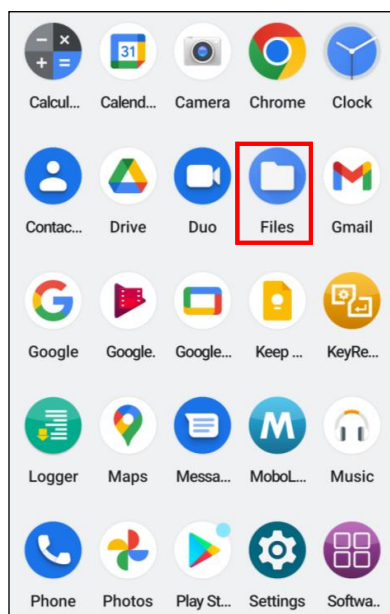 Calcul... Calend... Camera Chrome Clock
Contac... Drive Duo Files Gmail
Google Google. Google... Keep ... KeyRe...
Logger Maps Messa... MoboL... Music
Phone Photos Play St... Settings Softwa..